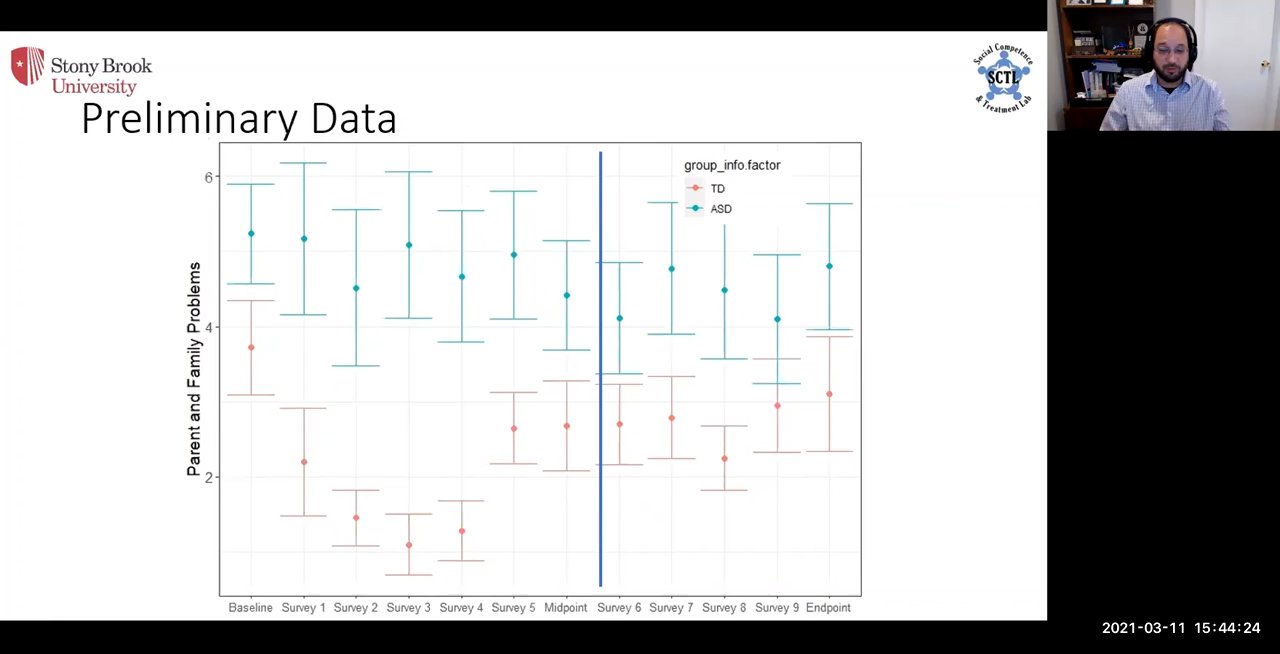 Stony Brook
University
Social Competence
SCTL
& Treatment Lab
Preliminary Data
group_info.factor
TD
ASD
Parent and Family Problems
6
4
2
Baseline Survey 1 Survey 2 Survey 3 Survey 4 Survey 5 Midpoint Survey 6 Survey 7 Survey 8 Survey 9 Endpoint
2021-03-11 15:44:24